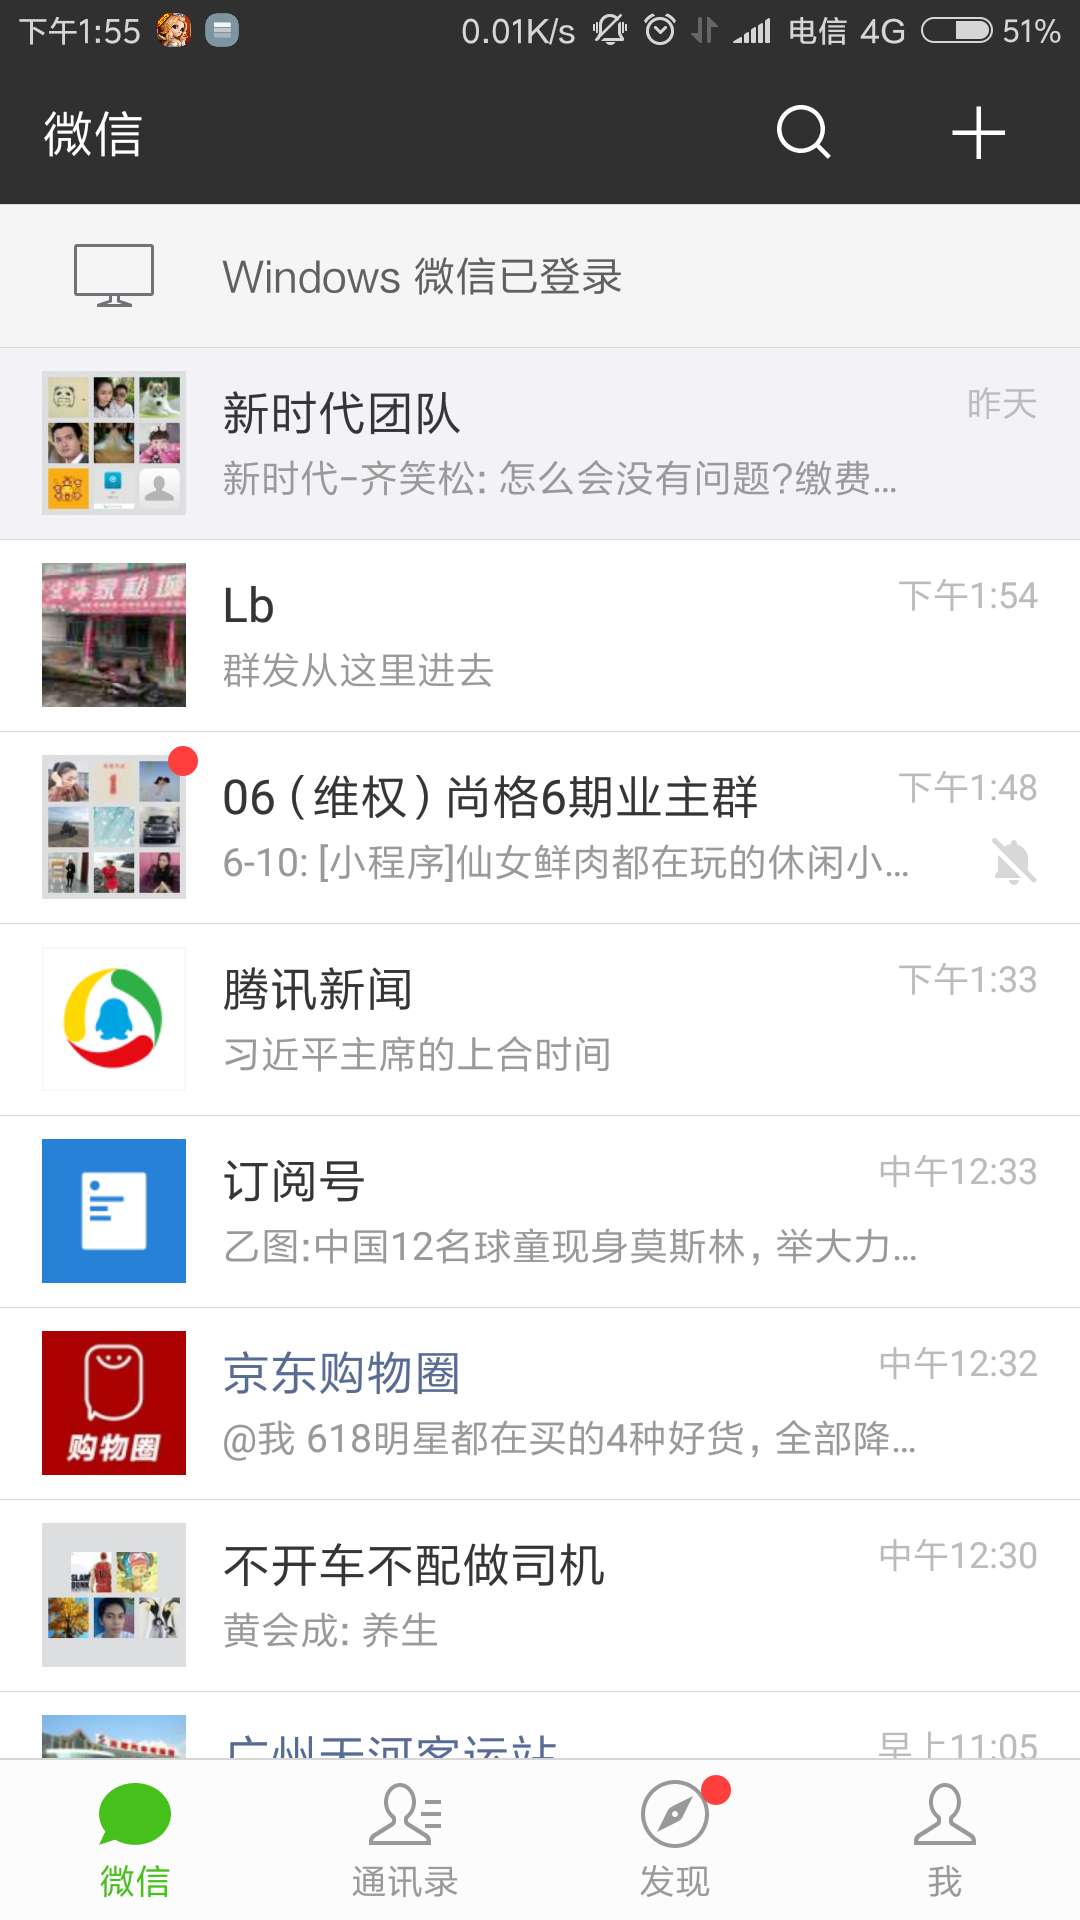 下午1:55 0.01K/s 电信 4G 51%
微信
Windows 微信已登录
新时代团队 昨天
新时代-齐笑松: 怎么会没有问题?缴费...
Lb 下午1:54
群发从这里进去
06（维权）尚格6期业主群 下午1:48
6-10: [小程序]仙女鲜肉都在玩的休闲小...
腾讯新闻 下午1:33
习近平主席的上合时间
订阅号 中午12:33
乙图:中国12名球童现身莫斯林，举大力...
京东购物圈 中午12:32
购物圈
@我 618明星都在买的4种好货，全部降...
不开车不配做司机 中午12:30
黄会成: 养生
广州天河客运站 早上11:05
微信 通讯录 发现 我